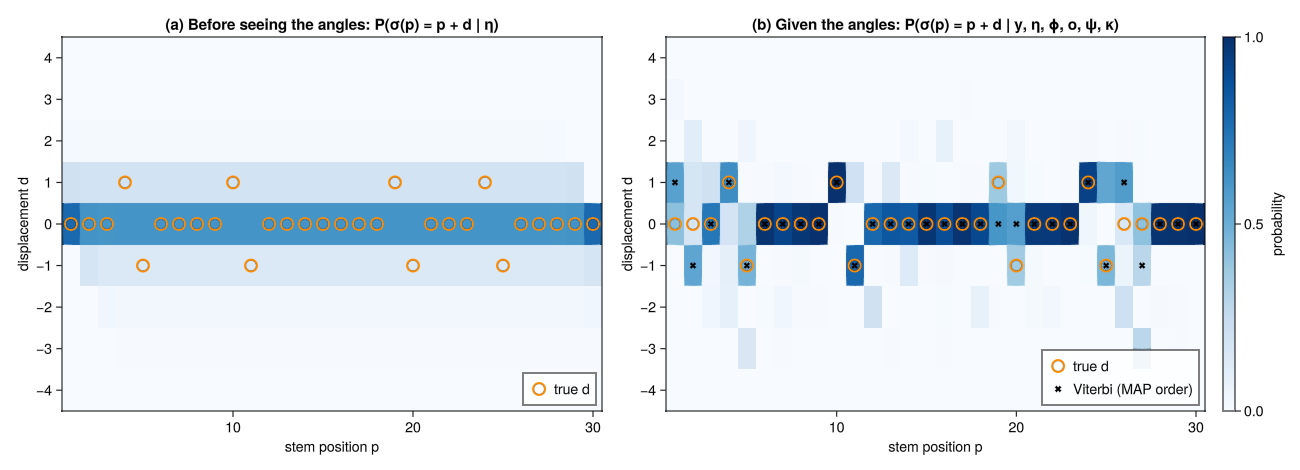 (a) Before seeing the angles: P(σ(p) = p + d | η)
4
3
2
1
0
−1
−2
−3
−4
displacement d
10
20
30
stem position p
true d
(b) Given the angles: P(σ(p) = p + d | y, η, ϕ, o, ψ, κ)
4
3
2
1
0
−1
−2
−3
−4
displacement d
10
20
30
stem position p
true d
Viterbi (MAP order)
1.0
0.5
0.0
probability